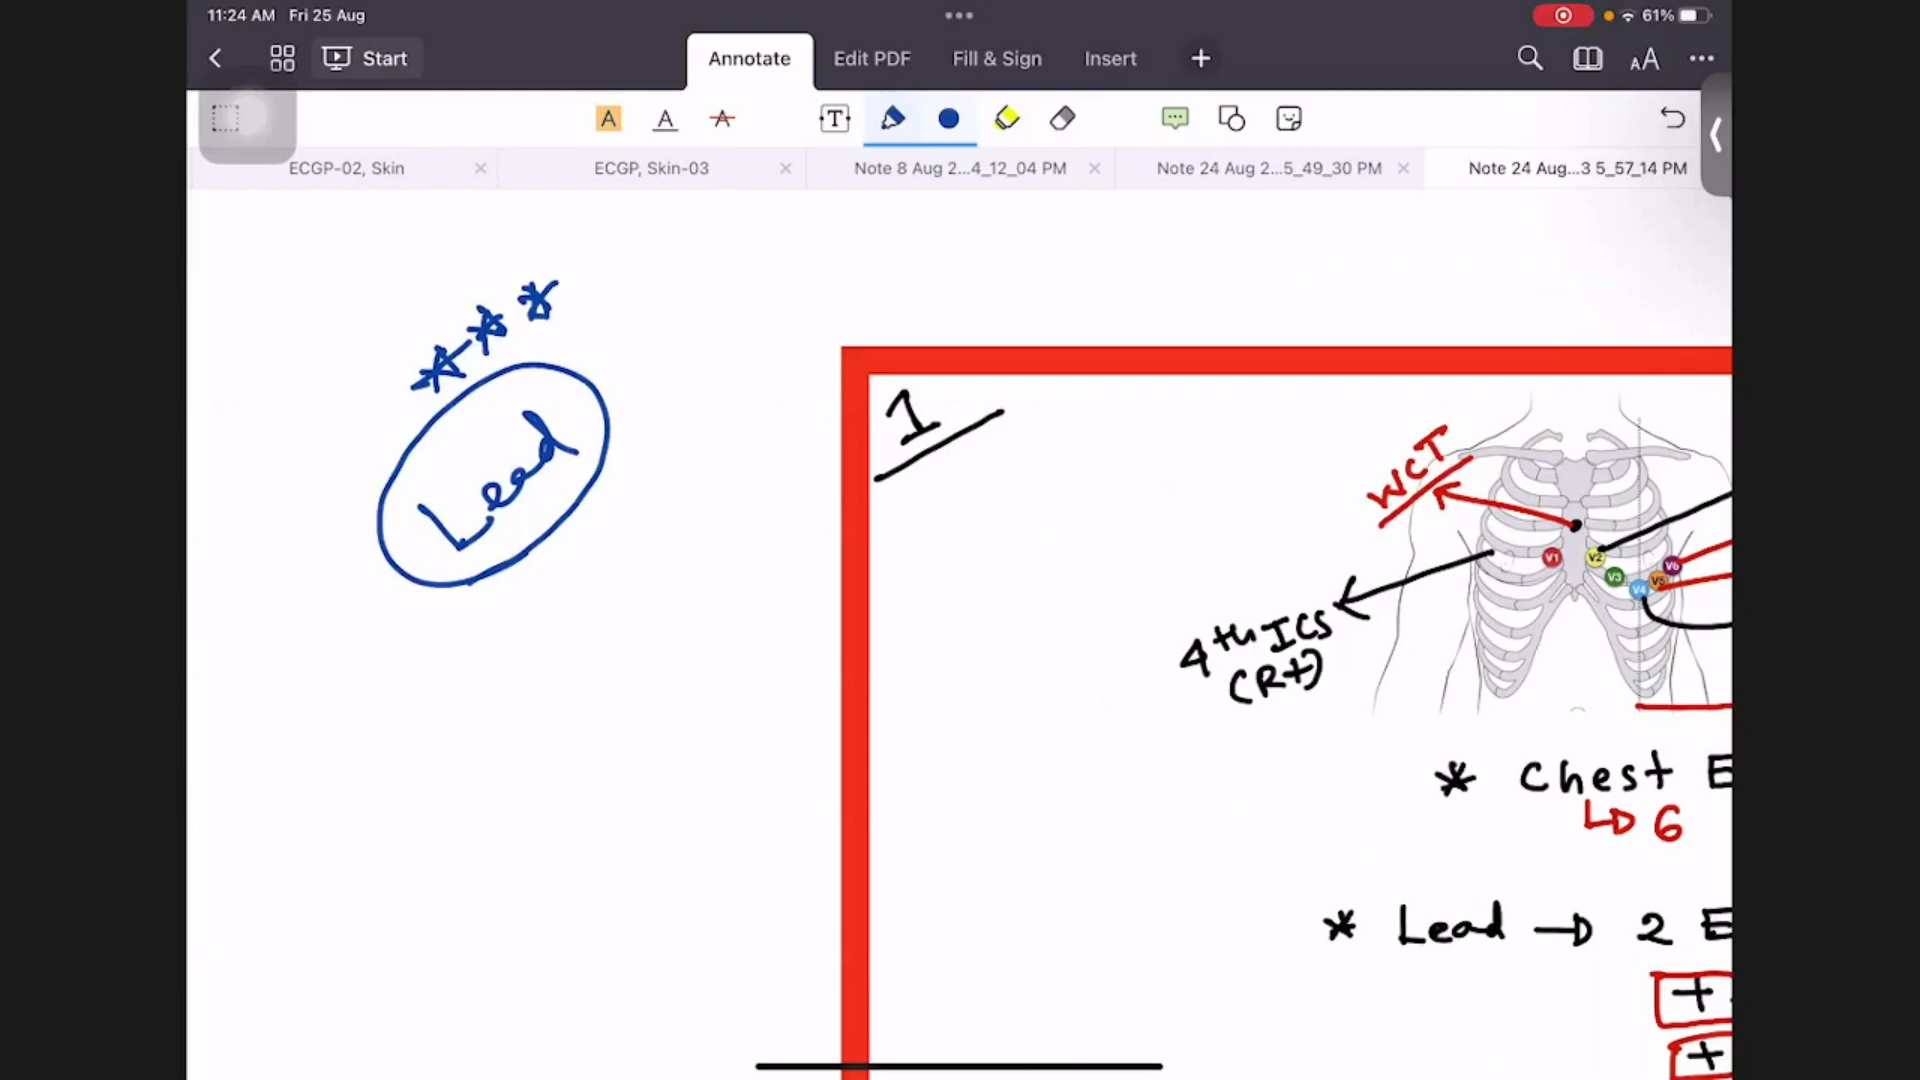 11:24 AM Fri 25 Aug
61%
Start
Annotate
Edit PDF
Fill & Sign
Insert
ECGP-02, Skin
ECGP, Skin-03
Note 8 Aug 2...4_12_04 PM
Note 24 Aug 2...5_49_30 PM
Note 24 Aug...3 5_57_14 PM
Lead
1
WCT
V1
V2
V3
V4
V5
V6
4th ICS
(Rt)
* Chest E
6
* Lead → 2 E
+
+